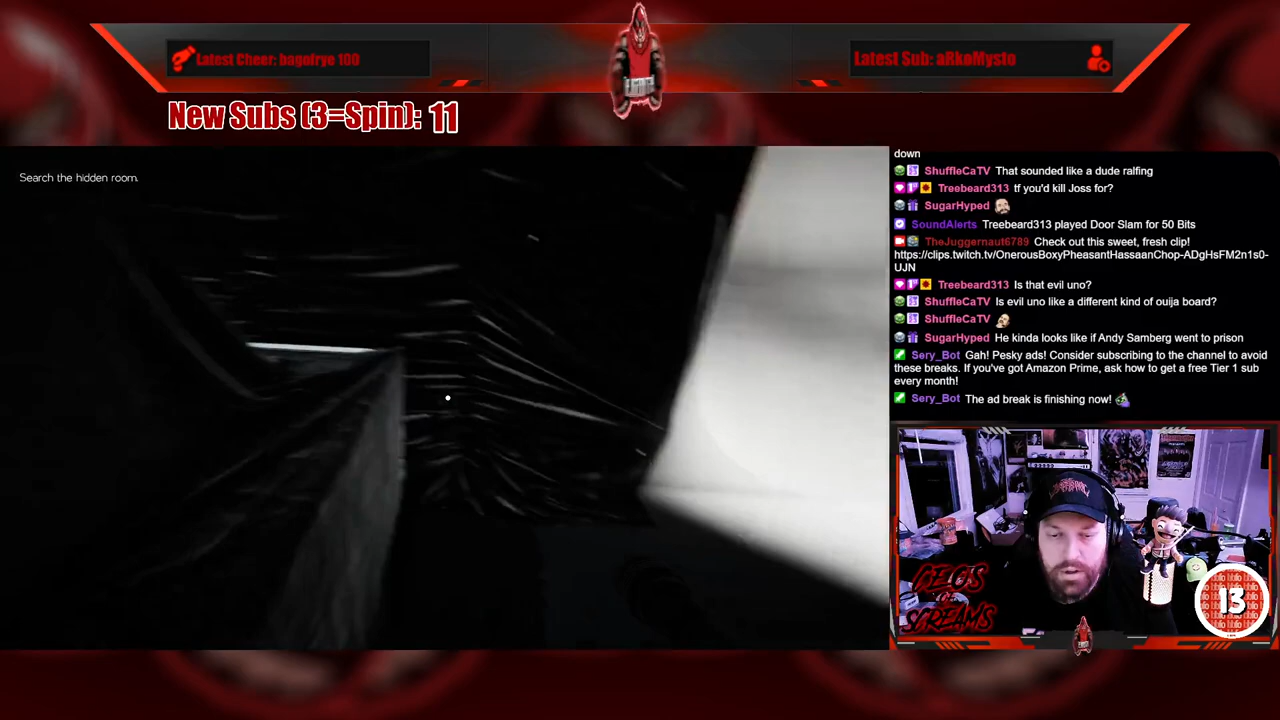 Latest Cheer: bagofrye 100
Latest Sub: aRkoMysto
New Subs (3=Spin): 11
Search the hidden room.
down
ShuffleCaTV That sounded like a dude ralfing
Treebeard313 tf you'd kill Joss for?
SugarHyped
SoundAlerts Treebeard313 played Door Slam for 50 Bits
TheJuggernaut6789 Check out this sweet, fresh clip!
https://clips.twitch.tv/OnerousBoxyPheasantHassaanChop-ADgHsFM2n1s0-
UJN
Treebeard313 Is that evil uno?
ShuffleCaTV Is evil uno like a different kind of ouija board?
ShuffleCaTV
SugarHyped He kinda looks like if Andy Samberg went to prison
Sery_Bot Gah! Pesky ads! Consider subscribing to the channel to avoid
these breaks. If you've got Amazon Prime, ask how to get a free Tier 1 sub
every month!
Sery_Bot The ad break is finishing now!
SCREAMS
13